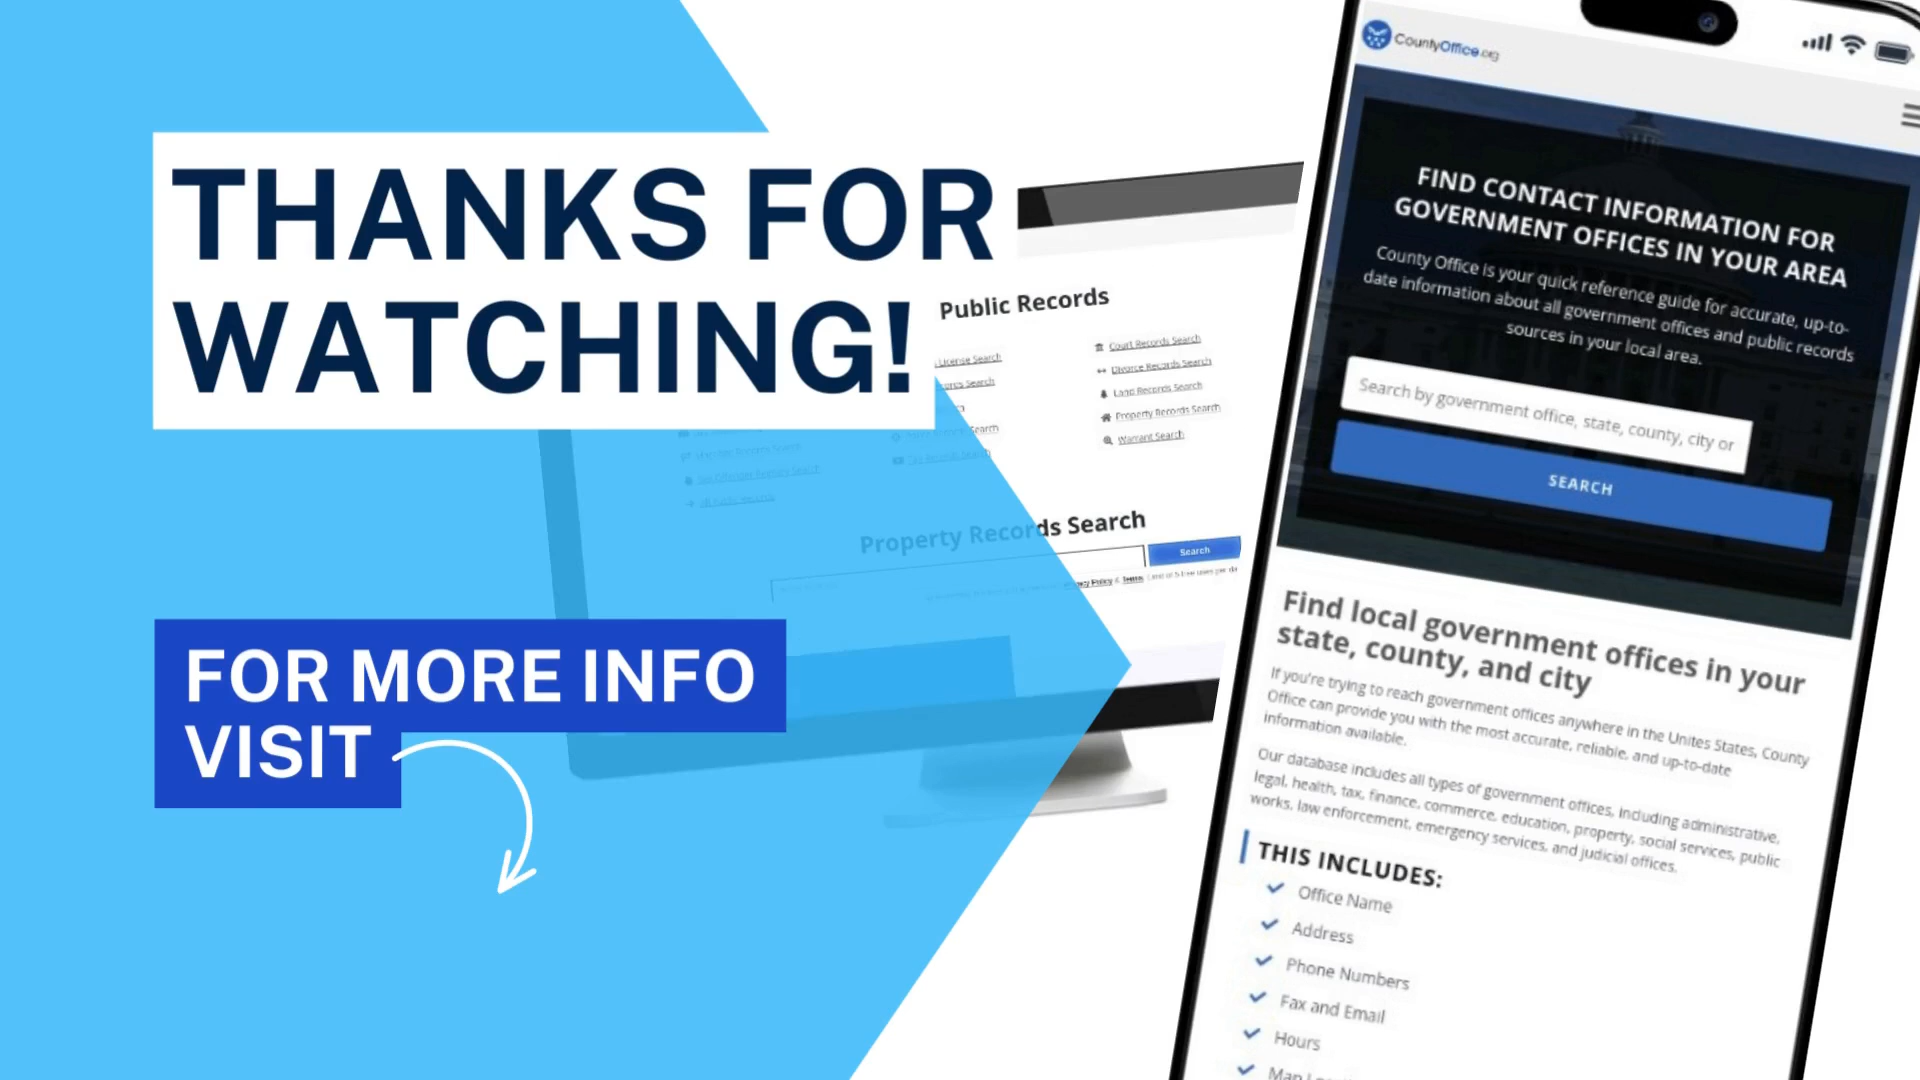 THANKS FOR
WATCHING!
FOR MORE INFO
VISIT
Public Records
License Search
Search
Search
Court Records Search
Divorce Records Search
Land Records Search
Property Records Search
Warrant Search
Property Records Search
Search
Policy & Terms
CountyOffice.org
FIND CONTACT INFORMATION FOR
GOVERNMENT OFFICES IN YOUR AREA
County Office is your quick reference guide for accurate, up-to-
date information about all government offices and public records
sources in your local area.
Search by government office, state, county, city or
SEARCH
Find local government offices in your
state, county, and city
If you're trying to reach government offices anywhere in the Unites States, County
Office can provide you with the most accurate, reliable, and up-to-date
information available.
Our database includes all types of government offices, including administrative,
legal, health, tax, finance, commerce, education, property, social services, public
works, law enforcement, emergency services, and judicial offices.
THIS INCLUDES:
Office Name
Address
Phone Numbers
Fax and Email
Hours